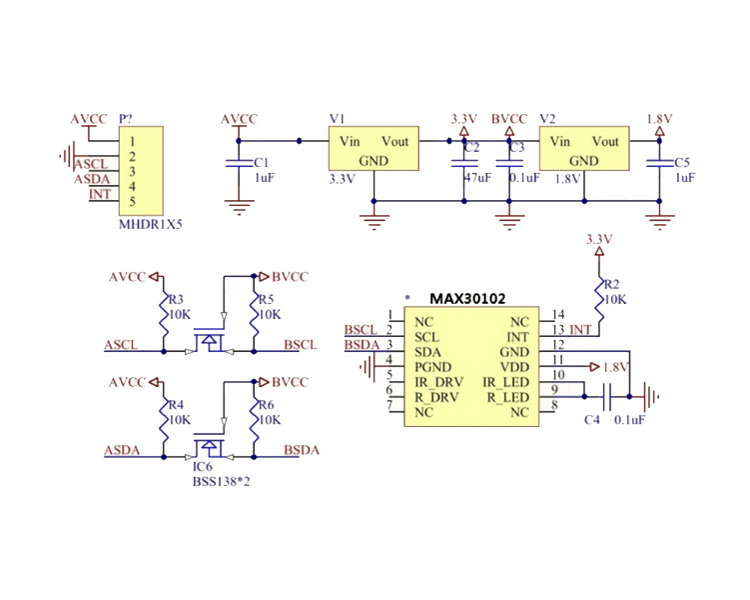 AVCC P? AVCC V1 3.3V BVCC V2 1.8V
1
2
ASCL 3
ASDA 4
INT 5
MHDR1X5
C1
1uF
Vin Vout
GND
3.3V
C2
47uF
C3
0.1uF
Vin Vout
GND
1.8V
C5
1uF
AVCC BVCC
R3
10K
R5
10K
ASCL BSCL
AVCC BVCC
R4
10K
R6
10K
ASDA BSDA
IC6
BSS138*2
3.3V
R2
10K
* MAX30102
1 NC NC 14
BSCL 2 SCL INT 13 INT
BSDA 3 SDA GND 12
4 PGND VDD 11 1.8V
5 IR_DRV IR_LED 10
6 R_DRV R_LED 9
7 NC NC 8
C4 0.1uF